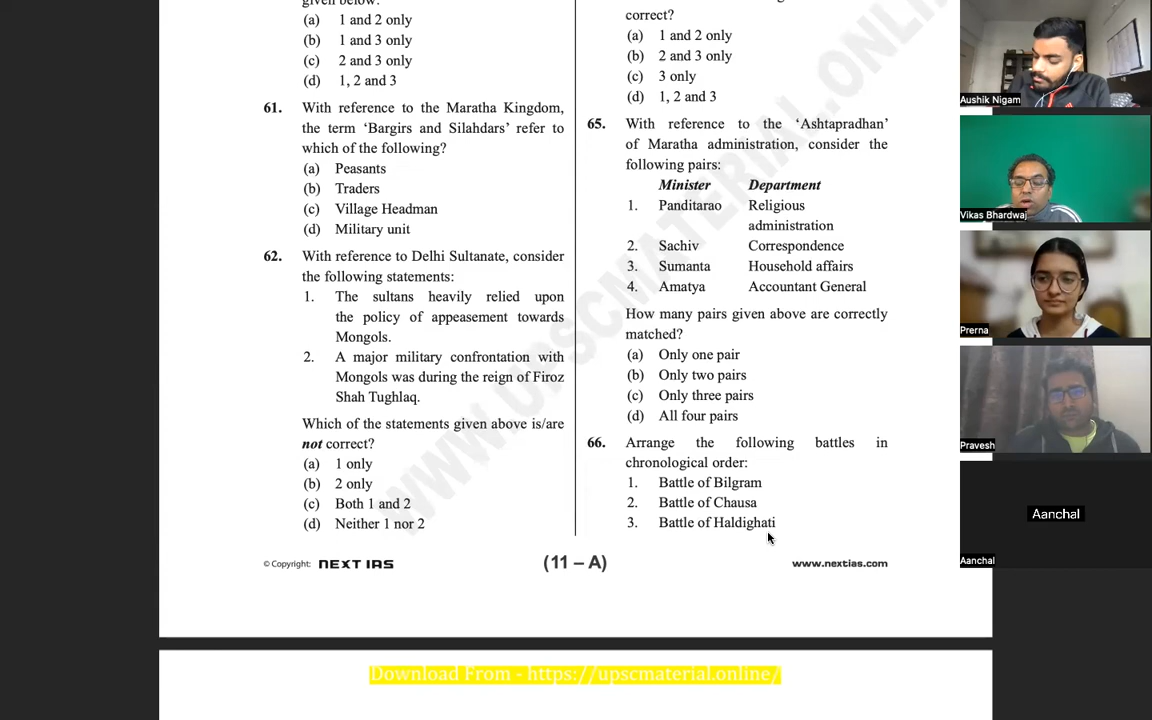 given below:
(a) 1 and 2 only
(b) 1 and 3 only
(c) 2 and 3 only
(d) 1, 2 and 3
61. With reference to the Maratha Kingdom,
the term ‘Bargirs and Silahdars’ refer to
which of the following?
(a) Peasants
(b) Traders
(c) Village Headman
(d) Military unit
62. With reference to Delhi Sultanate, consider
the following statements:
1. The sultans heavily relied upon
the policy of appeasement towards
Mongols.
2. A major military confrontation with
Mongols was during the reign of Firoz
Shah Tughlaq.
Which of the statements given above is/are
not correct?
(a) 1 only
(b) 2 only
(c) Both 1 and 2
(d) Neither 1 nor 2
correct?
(a) 1 and 2 only
(b) 2 and 3 only
(c) 3 only
(d) 1, 2 and 3
65. With reference to the ‘Ashtapradhan’
of Maratha administration, consider the
following pairs:
Minister Department
1. Panditarao Religious
administration
2. Sachiv Correspondence
3. Sumanta Household affairs
4. Amatya Accountant General
How many pairs given above are correctly
matched?
(a) Only one pair
(b) Only two pairs
(c) Only three pairs
(d) All four pairs
66. Arrange the following battles in
chronological order:
1. Battle of Bilgram
2. Battle of Chausa
3. Battle of Haldighati
© Copyright: NEXT IAS
(11 – A)
www.nextias.com
Download From - https://upscmaterial.online/
WWW.UPSCMATERIAL.ONLINE
Aushik Nigam
Vikas Bhardwaj
Prerna
Pravesh
Aanchal
Aanchal